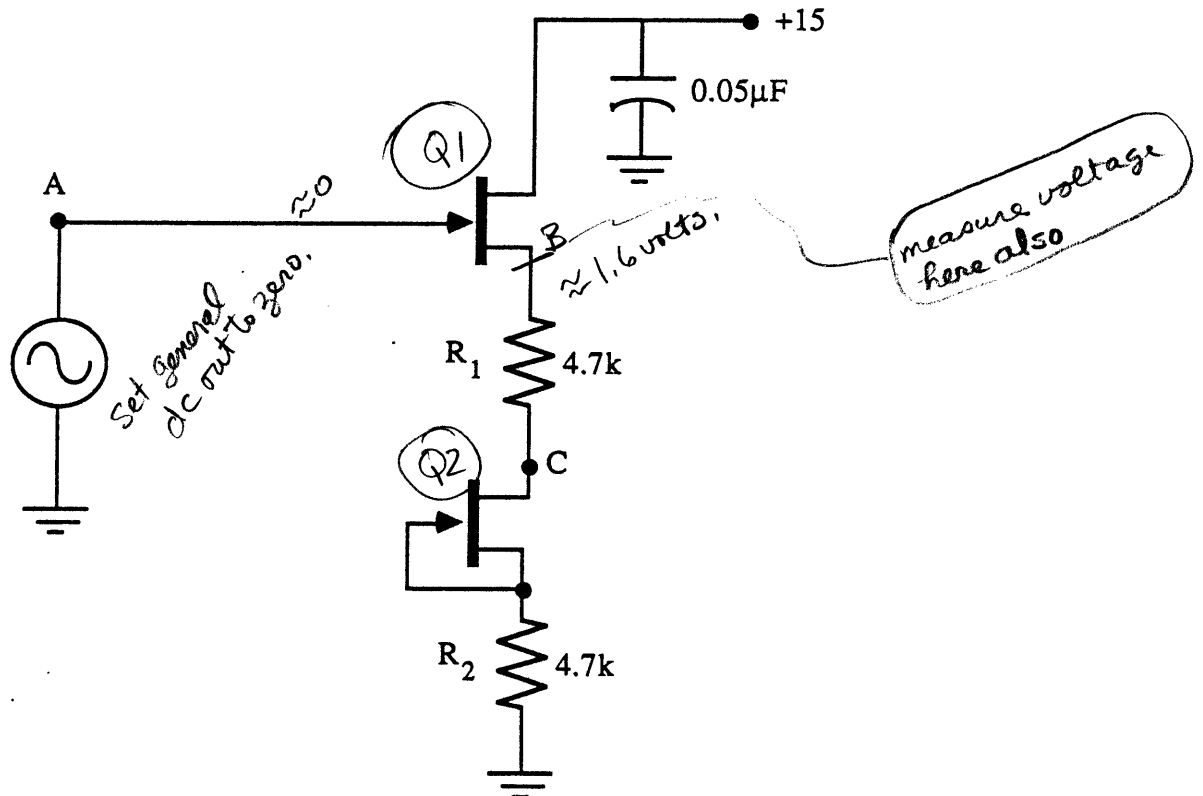 +15
0.05µF
Q1
A
≈0
B
≈1.6 volts.
measure voltage
here also
Set general
dc out to zero.
R1
4.7k
Q2
C
R2
4.7k